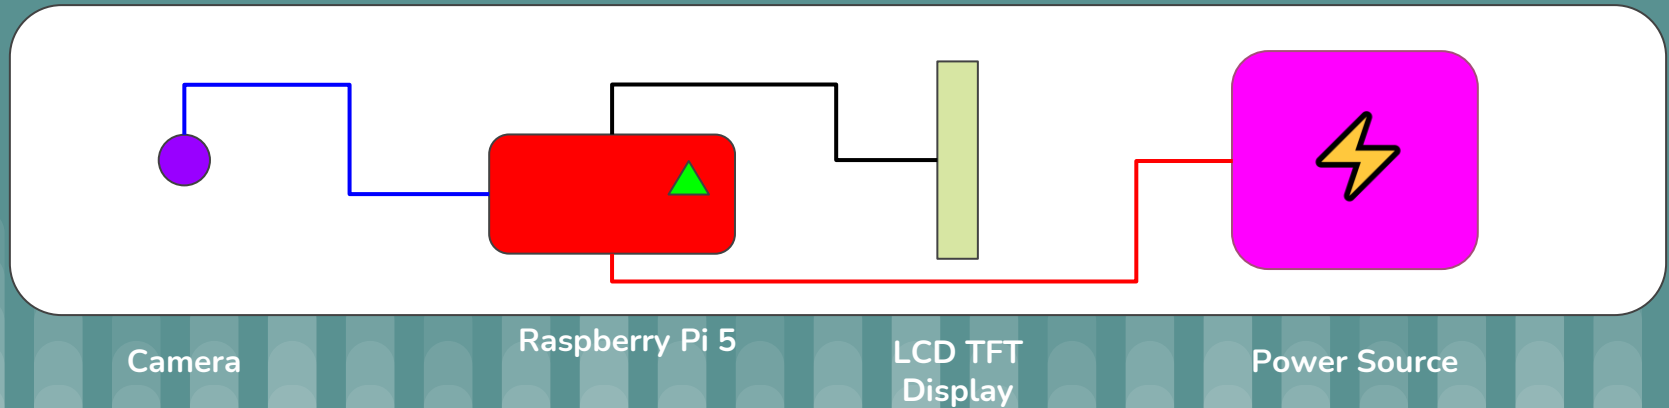 Camera
Raspberry Pi 5
LCD TFT
Display
Power Source